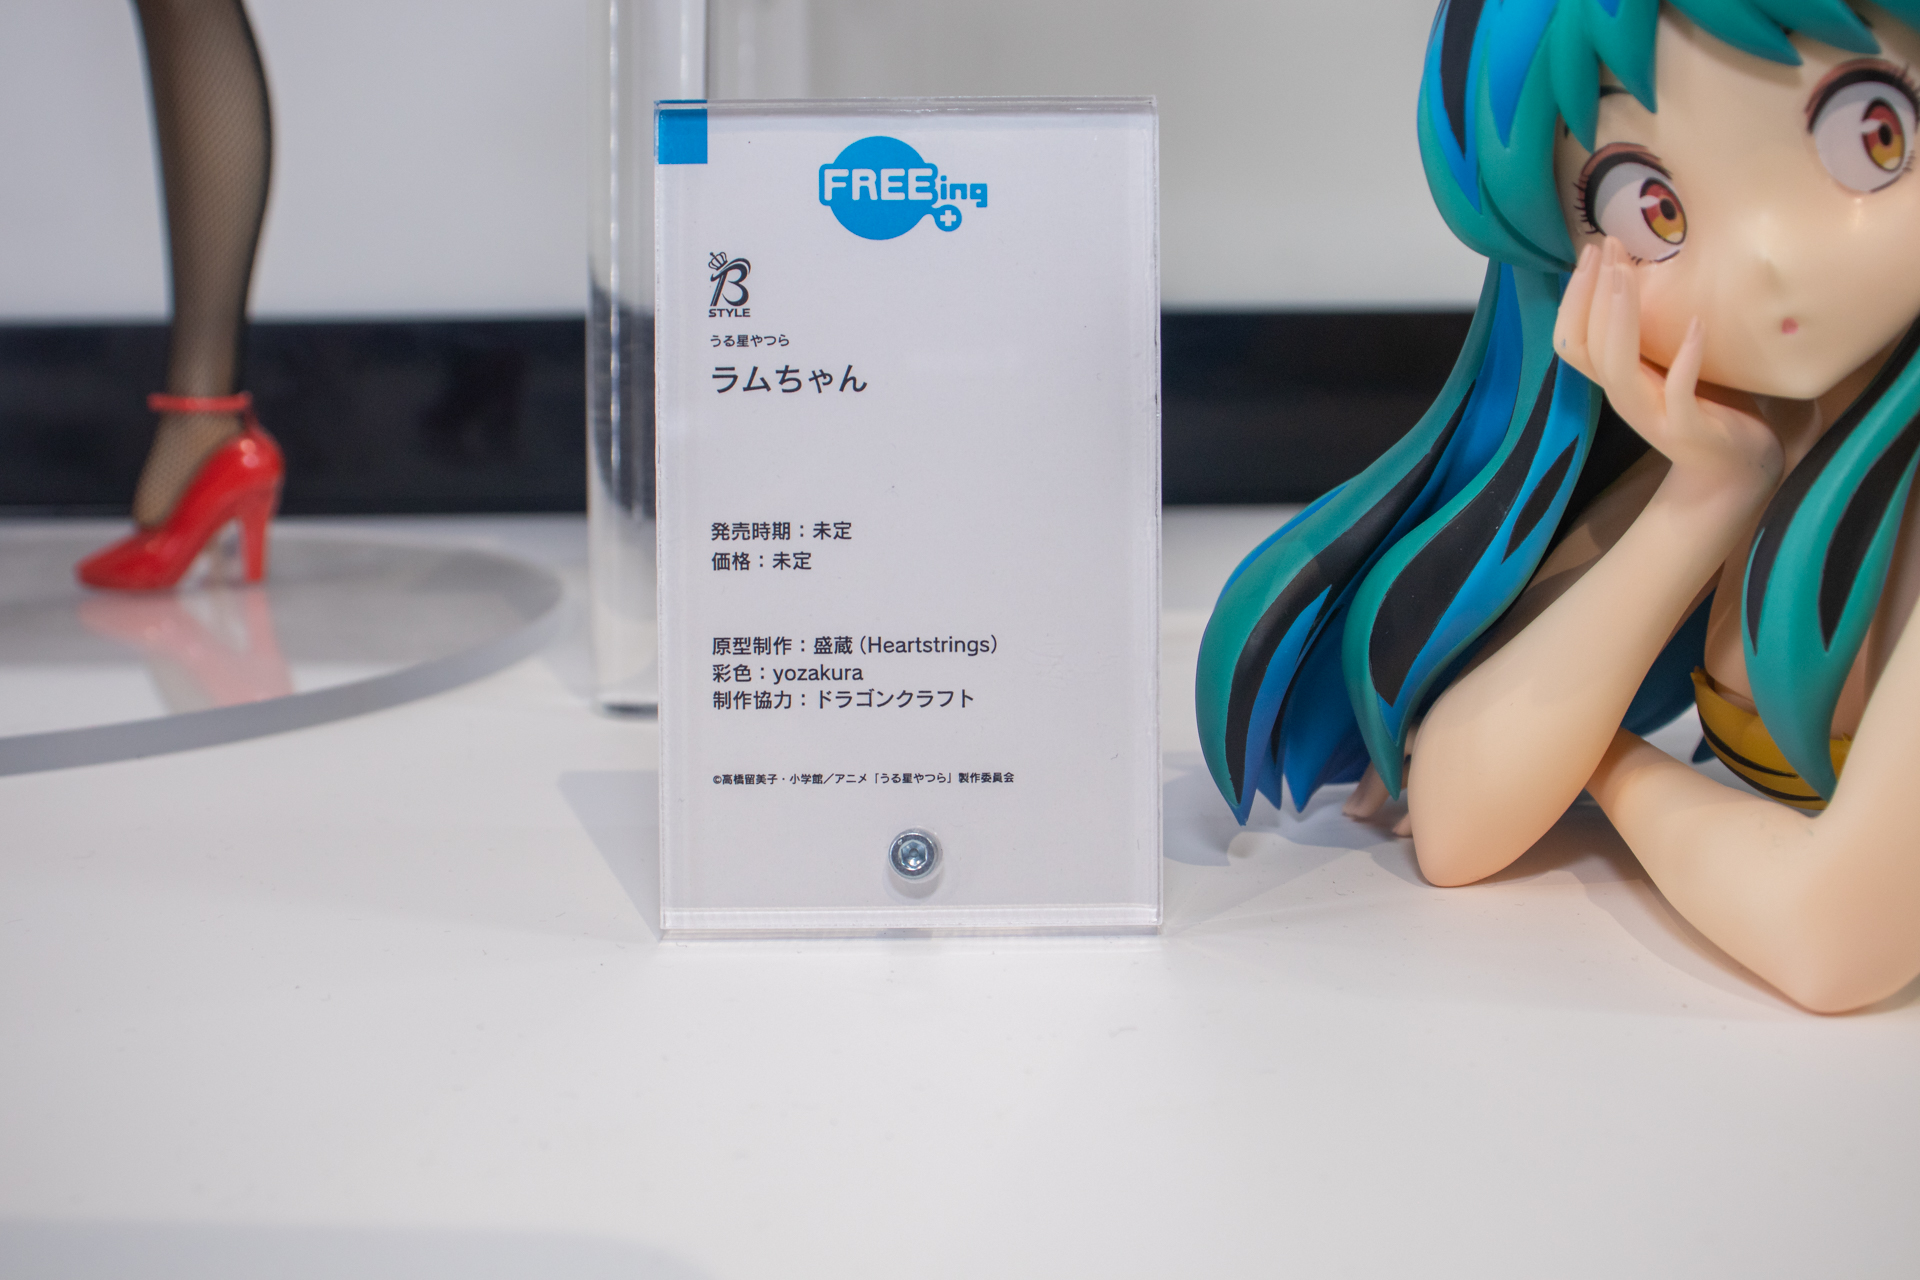 FREEing
B
STYLE
うる星やつら
ラムちゃん
発売時期：未定
価格：未定
原型制作：盛蔵（Heartstrings）
彩色：yozakura
制作協力：ドラゴンクラフト
©高橋留美子・小学館／アニメ「うる星やつら」製作委員会